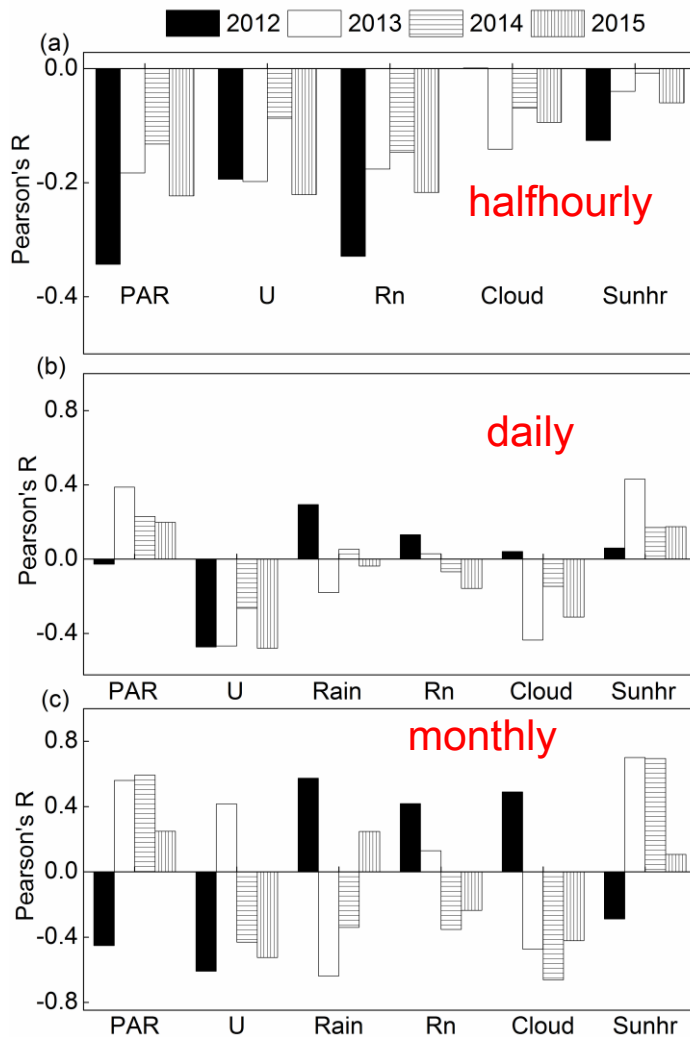 2012 2013 2014 2015
(a)
0.0
-0.2
-0.4
Pearson's R
halfhourly
PAR U Rn Cloud Sunhr
(b)
0.8
0.4
0.0
-0.4
Pearson's R
daily
PAR U Rain Rn Cloud Sunhr
(c)
0.8
0.4
0.0
-0.4
-0.8
Pearson's R
monthly
PAR U Rain Rn Cloud Sunhr